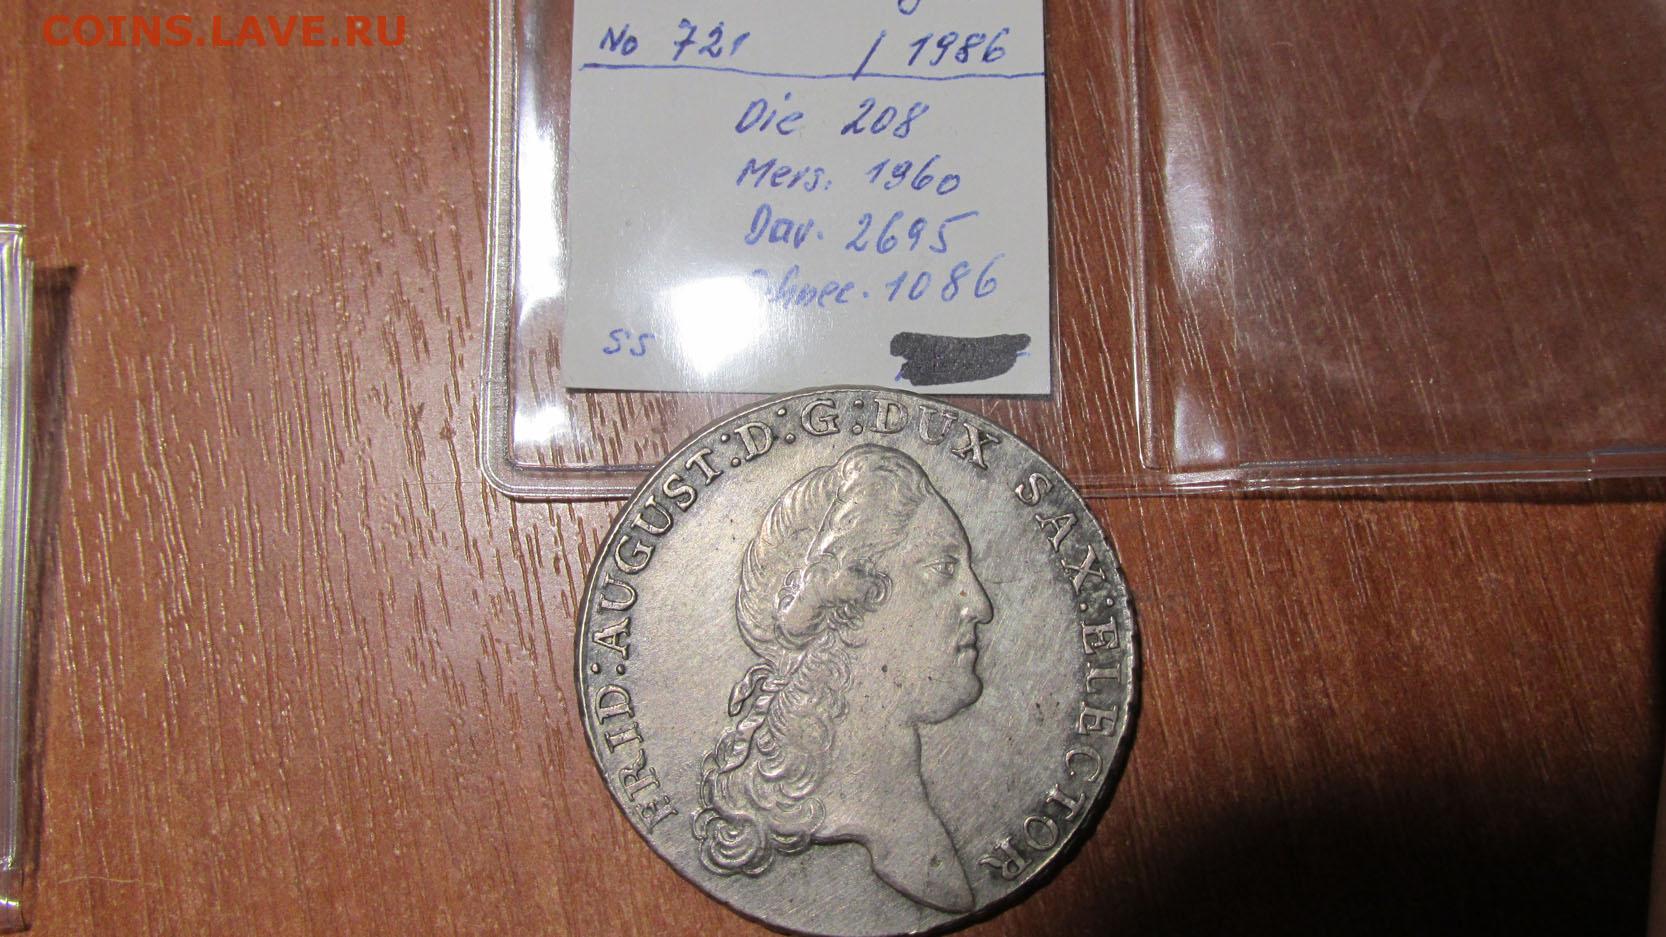 COINS.LAVE.RU
No 721 / 1986
Die 208
Mers. 1960
Dav. 2695
1086
ss
FRID:AUGUST:D:G:DUX SAX:ELECTOR